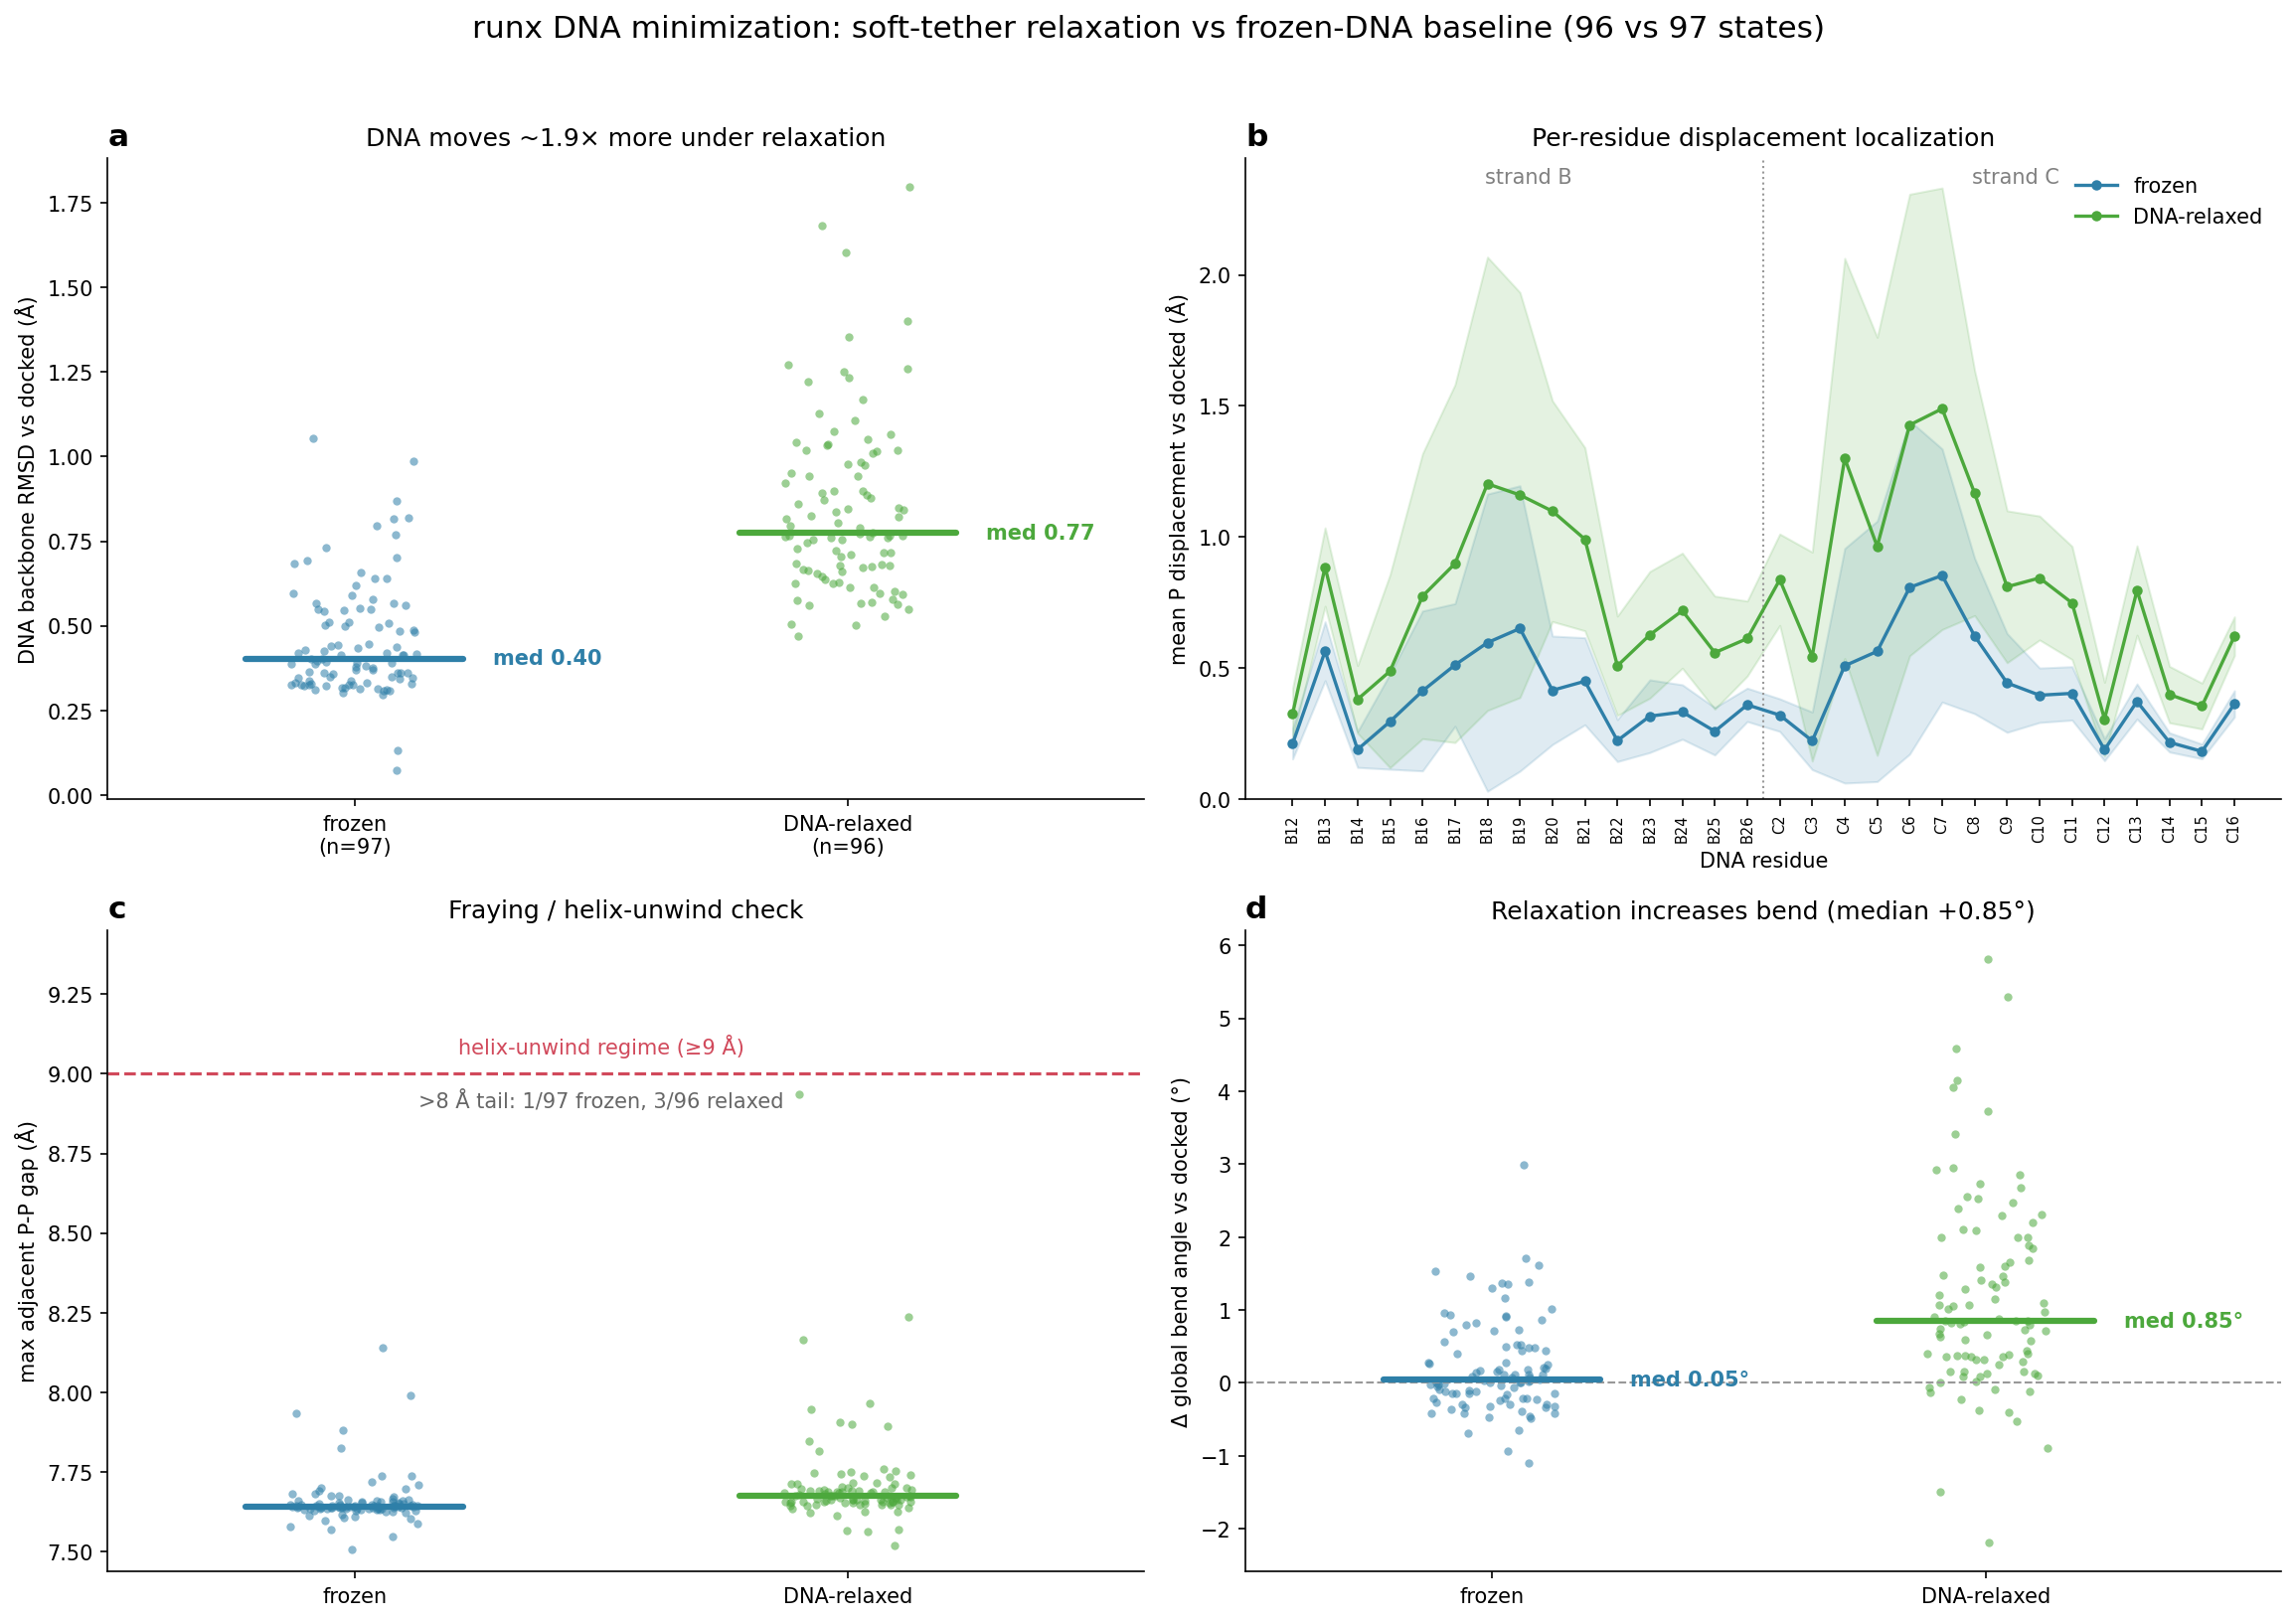 runx DNA minimization: soft-tether relaxation vs frozen-DNA baseline (96 vs 97 states)
a
DNA moves ~1.9× more under relaxation
DNA backbone RMSD vs docked (Å)
1.75
1.50
1.25
1.00
0.75
0.50
0.25
0.00
med 0.40
med 0.77
frozen
(n=97)
DNA-relaxed
(n=96)
b
Per-residue displacement localization
mean P displacement vs docked (Å)
2.0
1.5
1.0
0.5
0.0
strand B
strand C
frozen
DNA-relaxed
B12
B13
B14
B15
B16
B17
B18
B19
B20
B21
B22
B23
B24
B25
B26
C2
C3
C4
C5
C6
C7
C8
C9
C10
C11
C12
C13
C14
C15
C16
DNA residue
c
Fraying / helix-unwind check
max adjacent P-P gap (Å)
9.25
9.00
8.75
8.50
8.25
8.00
7.75
7.50
helix-unwind regime (≥9 Å)
>8 Å tail: 1/97 frozen, 3/96 relaxed
frozen
DNA-relaxed
d
Relaxation increases bend (median +0.85°)
Δ global bend angle vs docked (°)
6
5
4
3
2
1
0
−1
−2
med 0.05°
med 0.85°
frozen
DNA-relaxed